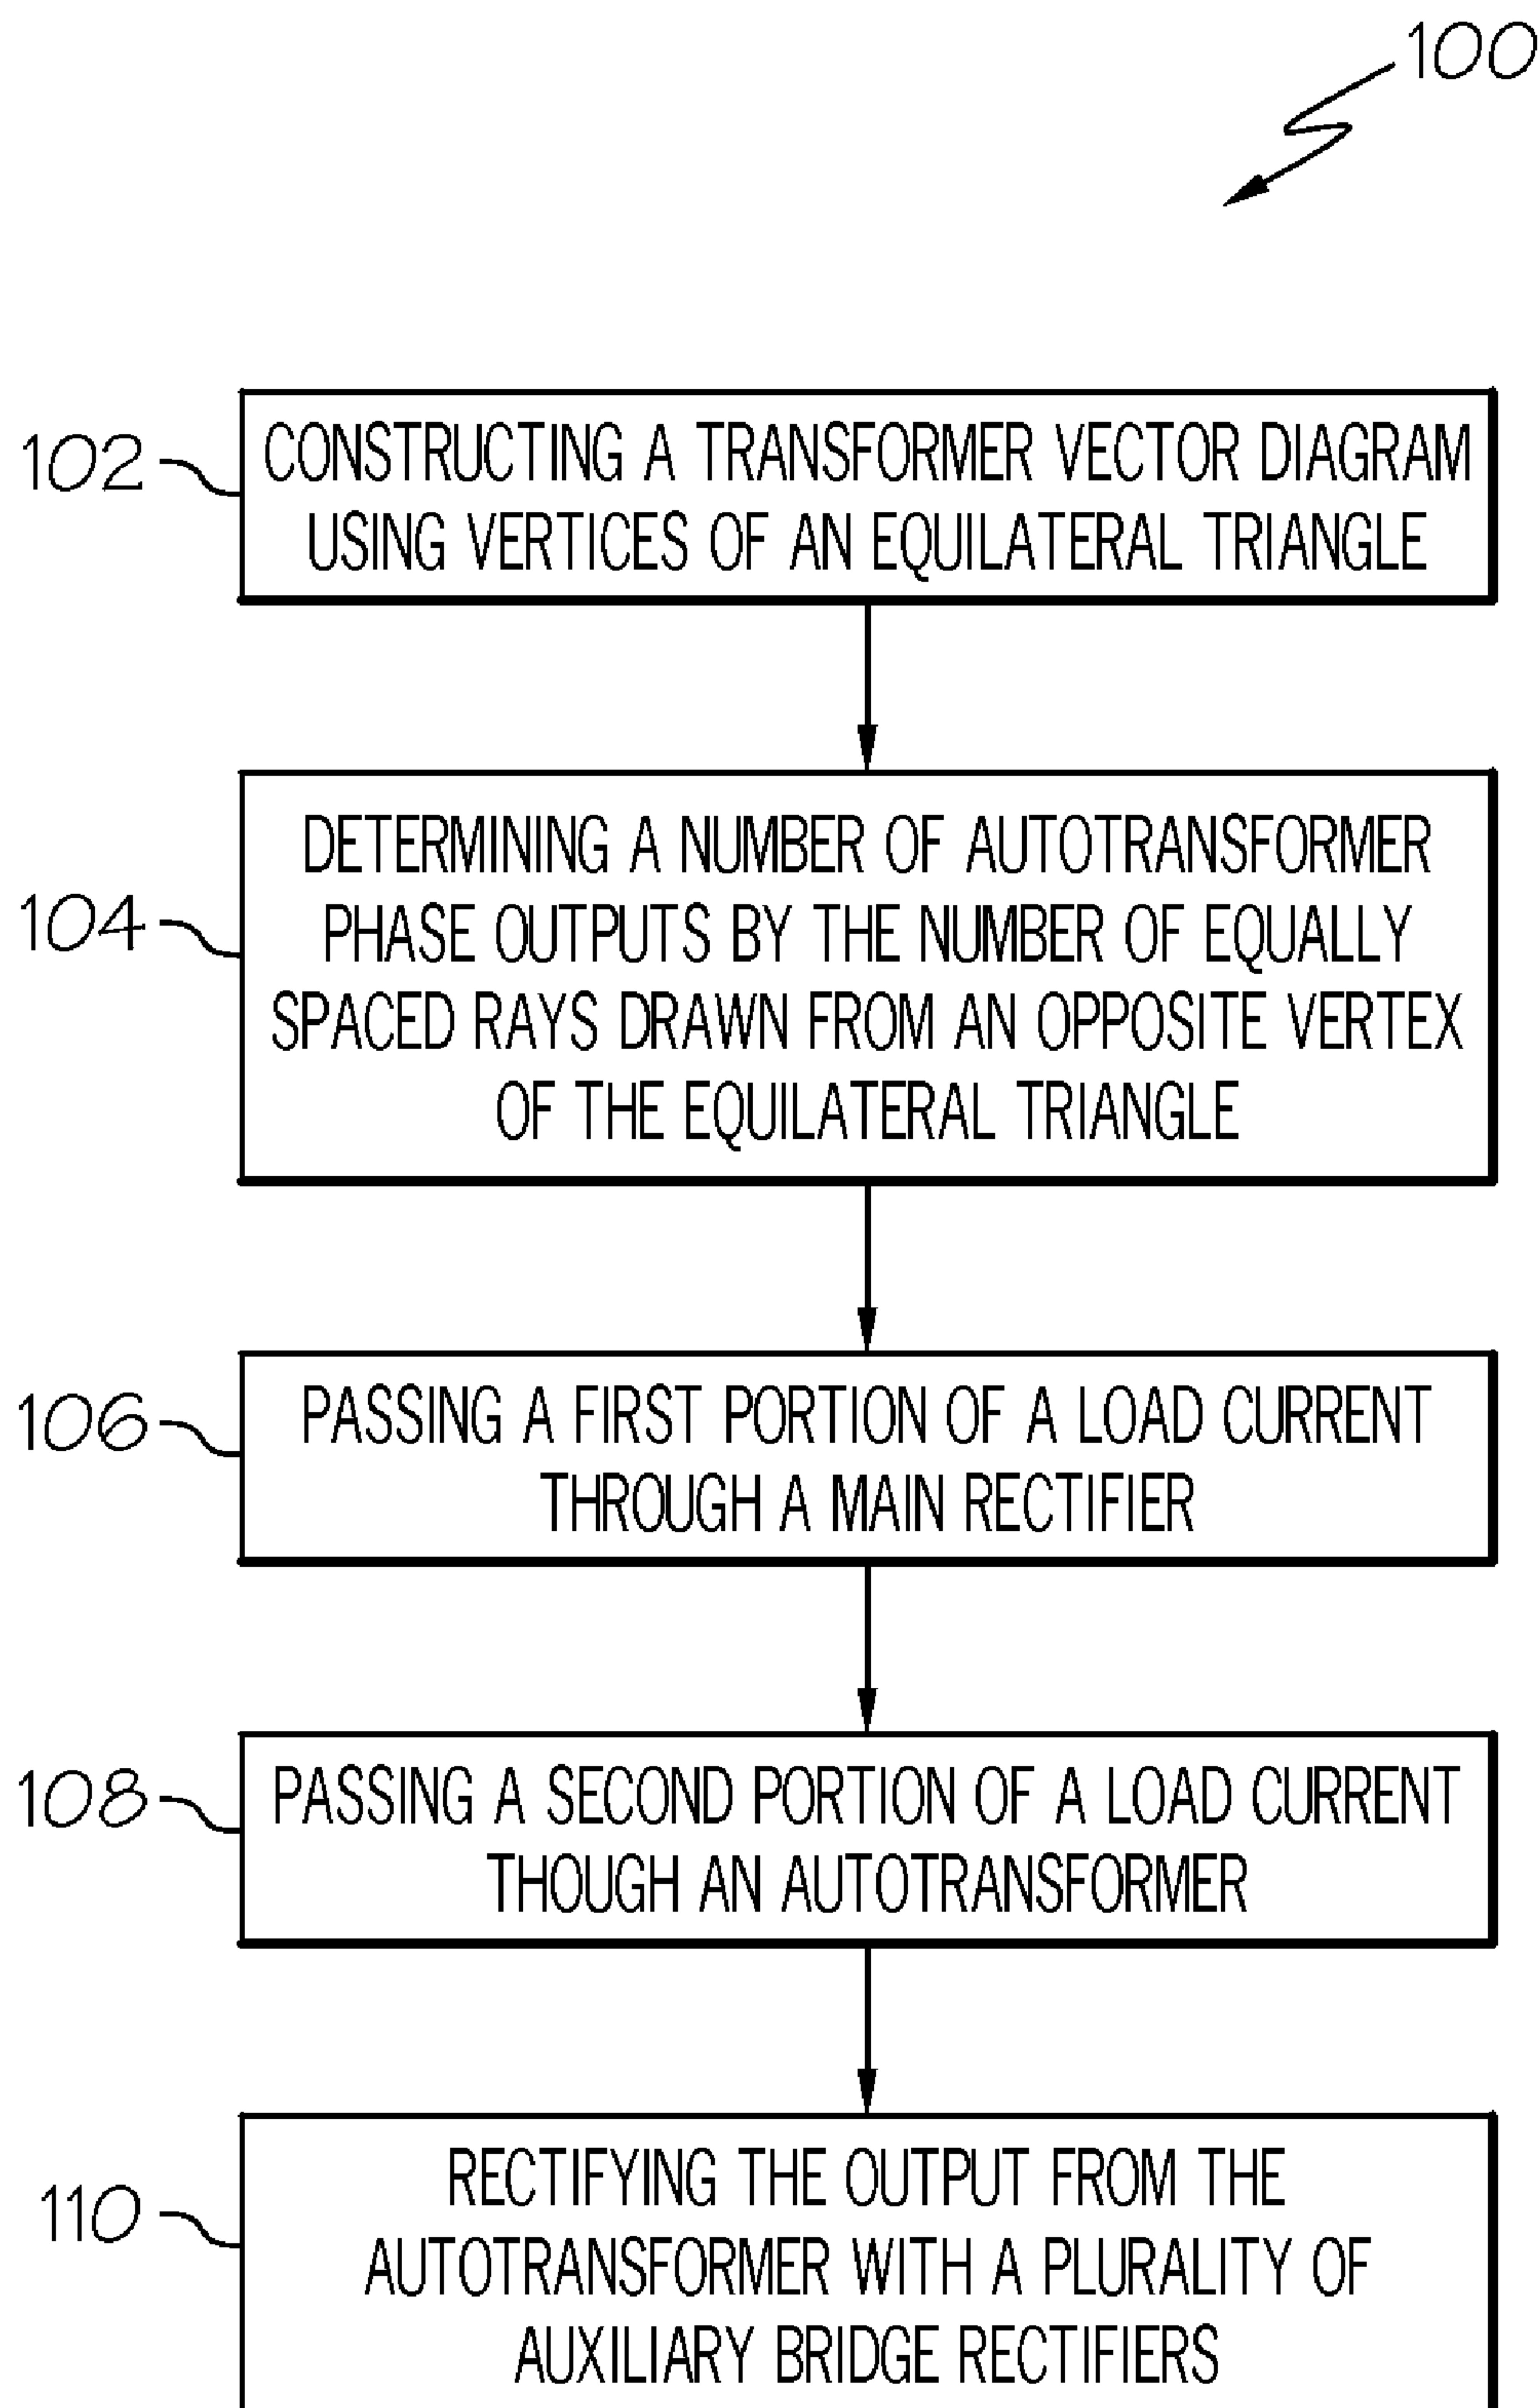 100
102
CONSTRUCTING A TRANSFORMER VECTOR DIAGRAM
USING VERTICES OF AN EQUILATERAL TRIANGLE
104
DETERMINING A NUMBER OF AUTOTRANSFORMER
PHASE OUTPUTS BY THE NUMBER OF EQUALLY
SPACED RAYS DRAWN FROM AN OPPOSITE VERTEX
OF THE EQUILATERAL TRIANGLE
106
PASSING A FIRST PORTION OF A LOAD CURRENT
THROUGH A MAIN RECTIFIER
108
PASSING A SECOND PORTION OF A LOAD CURRENT
THOUGH AN AUTOTRANSFORMER
110
RECTIFYING THE OUTPUT FROM THE
AUTOTRANSFORMER WITH A PLURALITY OF
AUXILIARY BRIDGE RECTIFIERS